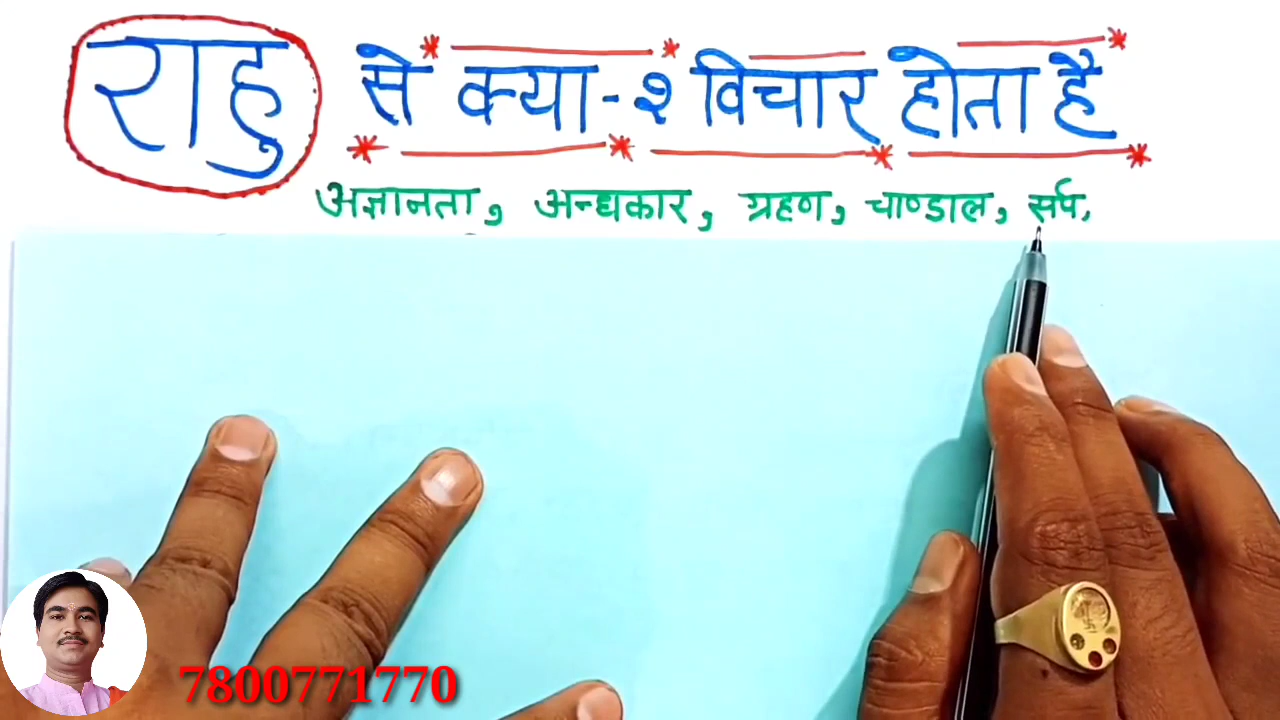 राहु से क्या-२ विचार होता है
अज्ञानता, अन्धकार, ग्रहण, चाण्डाल, सर्प,
7800771770